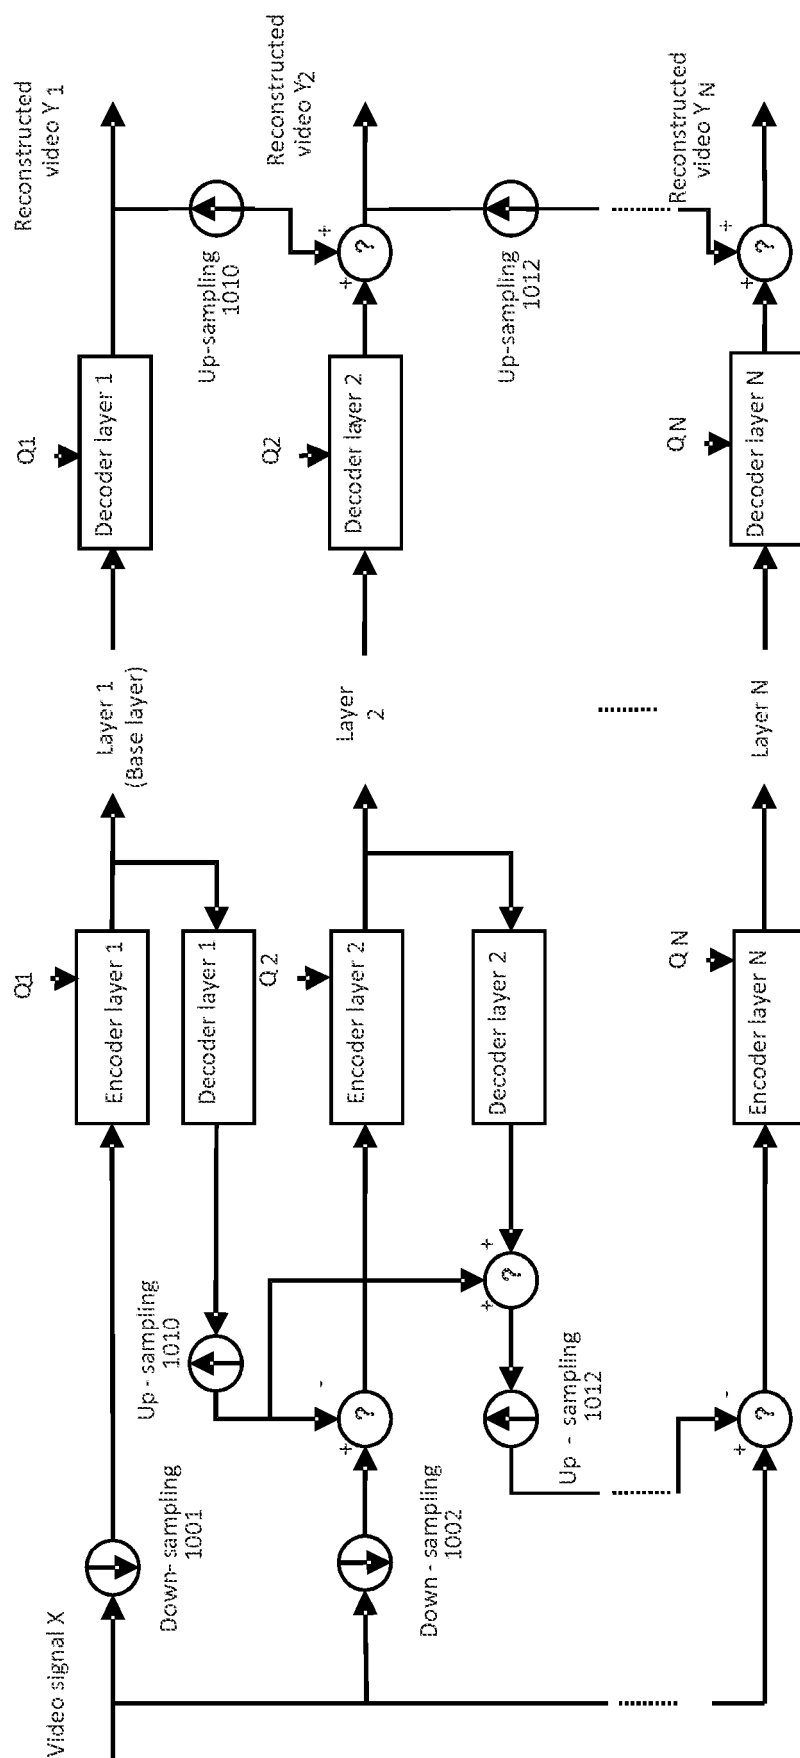 Video signal X
Down-sampling
1001
Q1
Encoder layer 1
Layer 1
(Base layer)
Q1
Decoder layer 1
Reconstructed
video Y 1
Up - sampling
1010
Decoder layer 1
Up-sampling
1010
Down - sampling
1002
+
-
?
Q 2
Encoder layer 2
Layer
2
Q2
Decoder layer 2
+
+
?
Reconstructed
video Y2
Up - sampling
1012
+
+
?
Decoder layer 2
Up-sampling
1012
+
-
?
Q N
Encoder layer N
Layer N
Q N
Decoder layer N
+
+
?
Reconstructed
video Y N